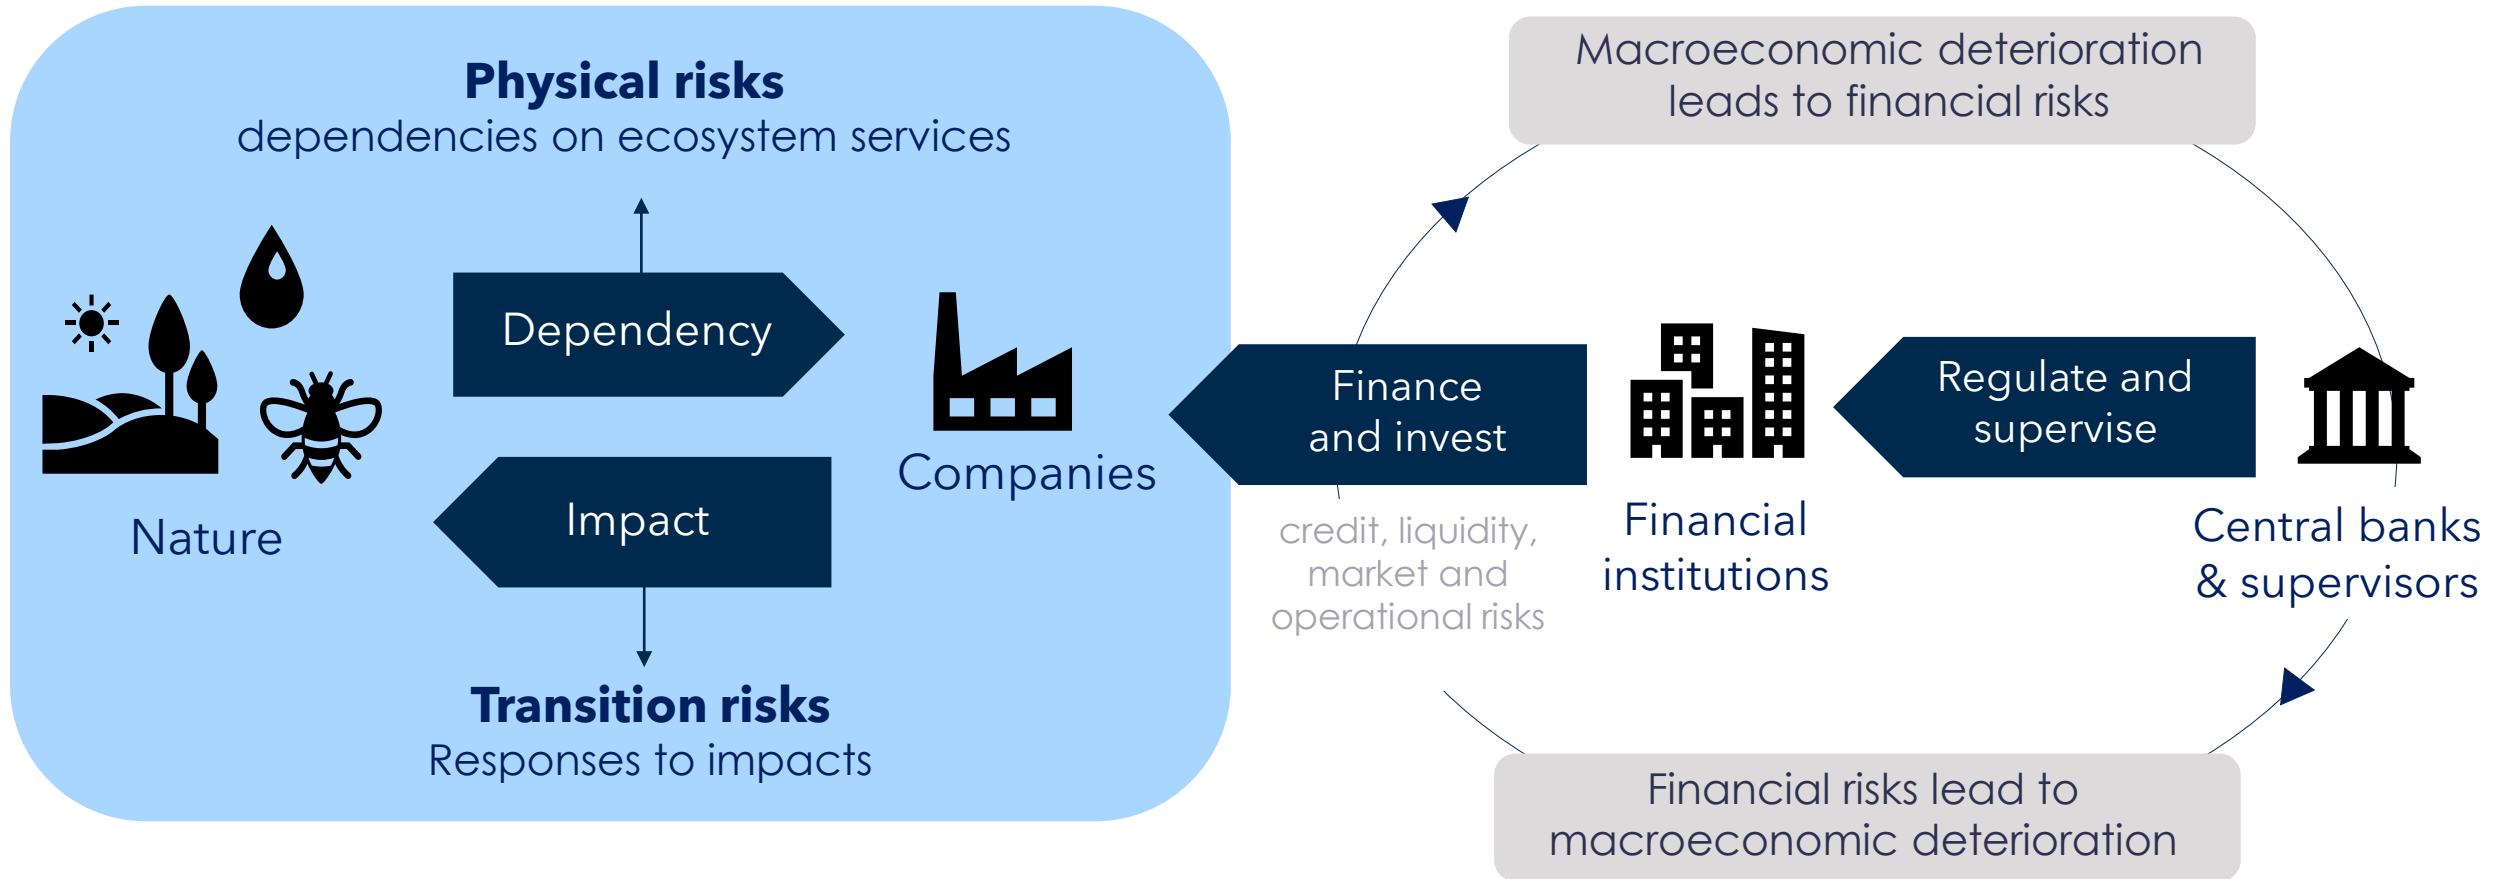 Physical risks
dependencies on ecosystem services
Dependency
Impact
Nature
Companies
Transition risks
Responses to impacts
Macroeconomic deterioration
leads to financial risks
Finance
and invest
credit, liquidity,
market and
operational risks
Financial
institutions
Regulate and
supervise
Central banks
& supervisors
Financial risks lead to
macroeconomic deterioration